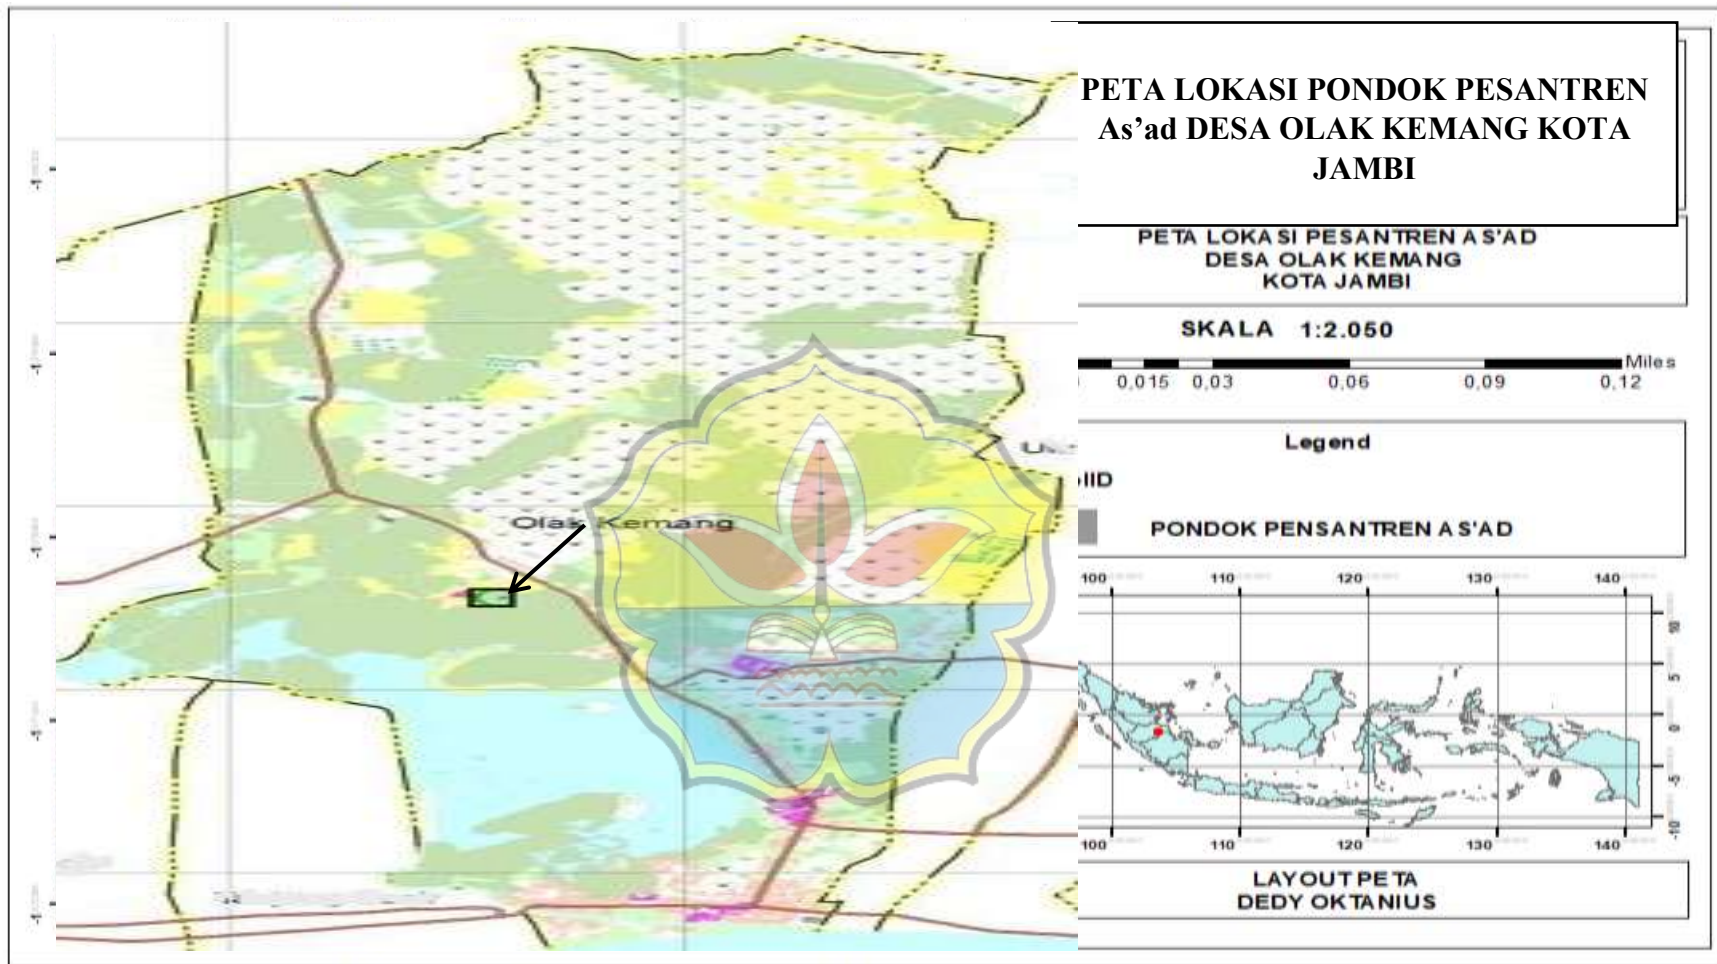 PETA LOKASI PONDOK PESANTREN
As’ad DESA OLAK KEMANG KOTA
JAMBI
PETA LOKASI PESANTREN AS'AD
DESA OLAK KEMANG
KOTA JAMBI
SKALA 1:2.050
Miles
0,015 0,03 0,06 0,09 0,12
Legend
PONDOK PENSANTREN AS'AD
Olak Kemang
100 110 120 130 140
10
5
0
-5
-10
100 110 120 130 140
LAYOUT PETA
DEDY OKTANIUS